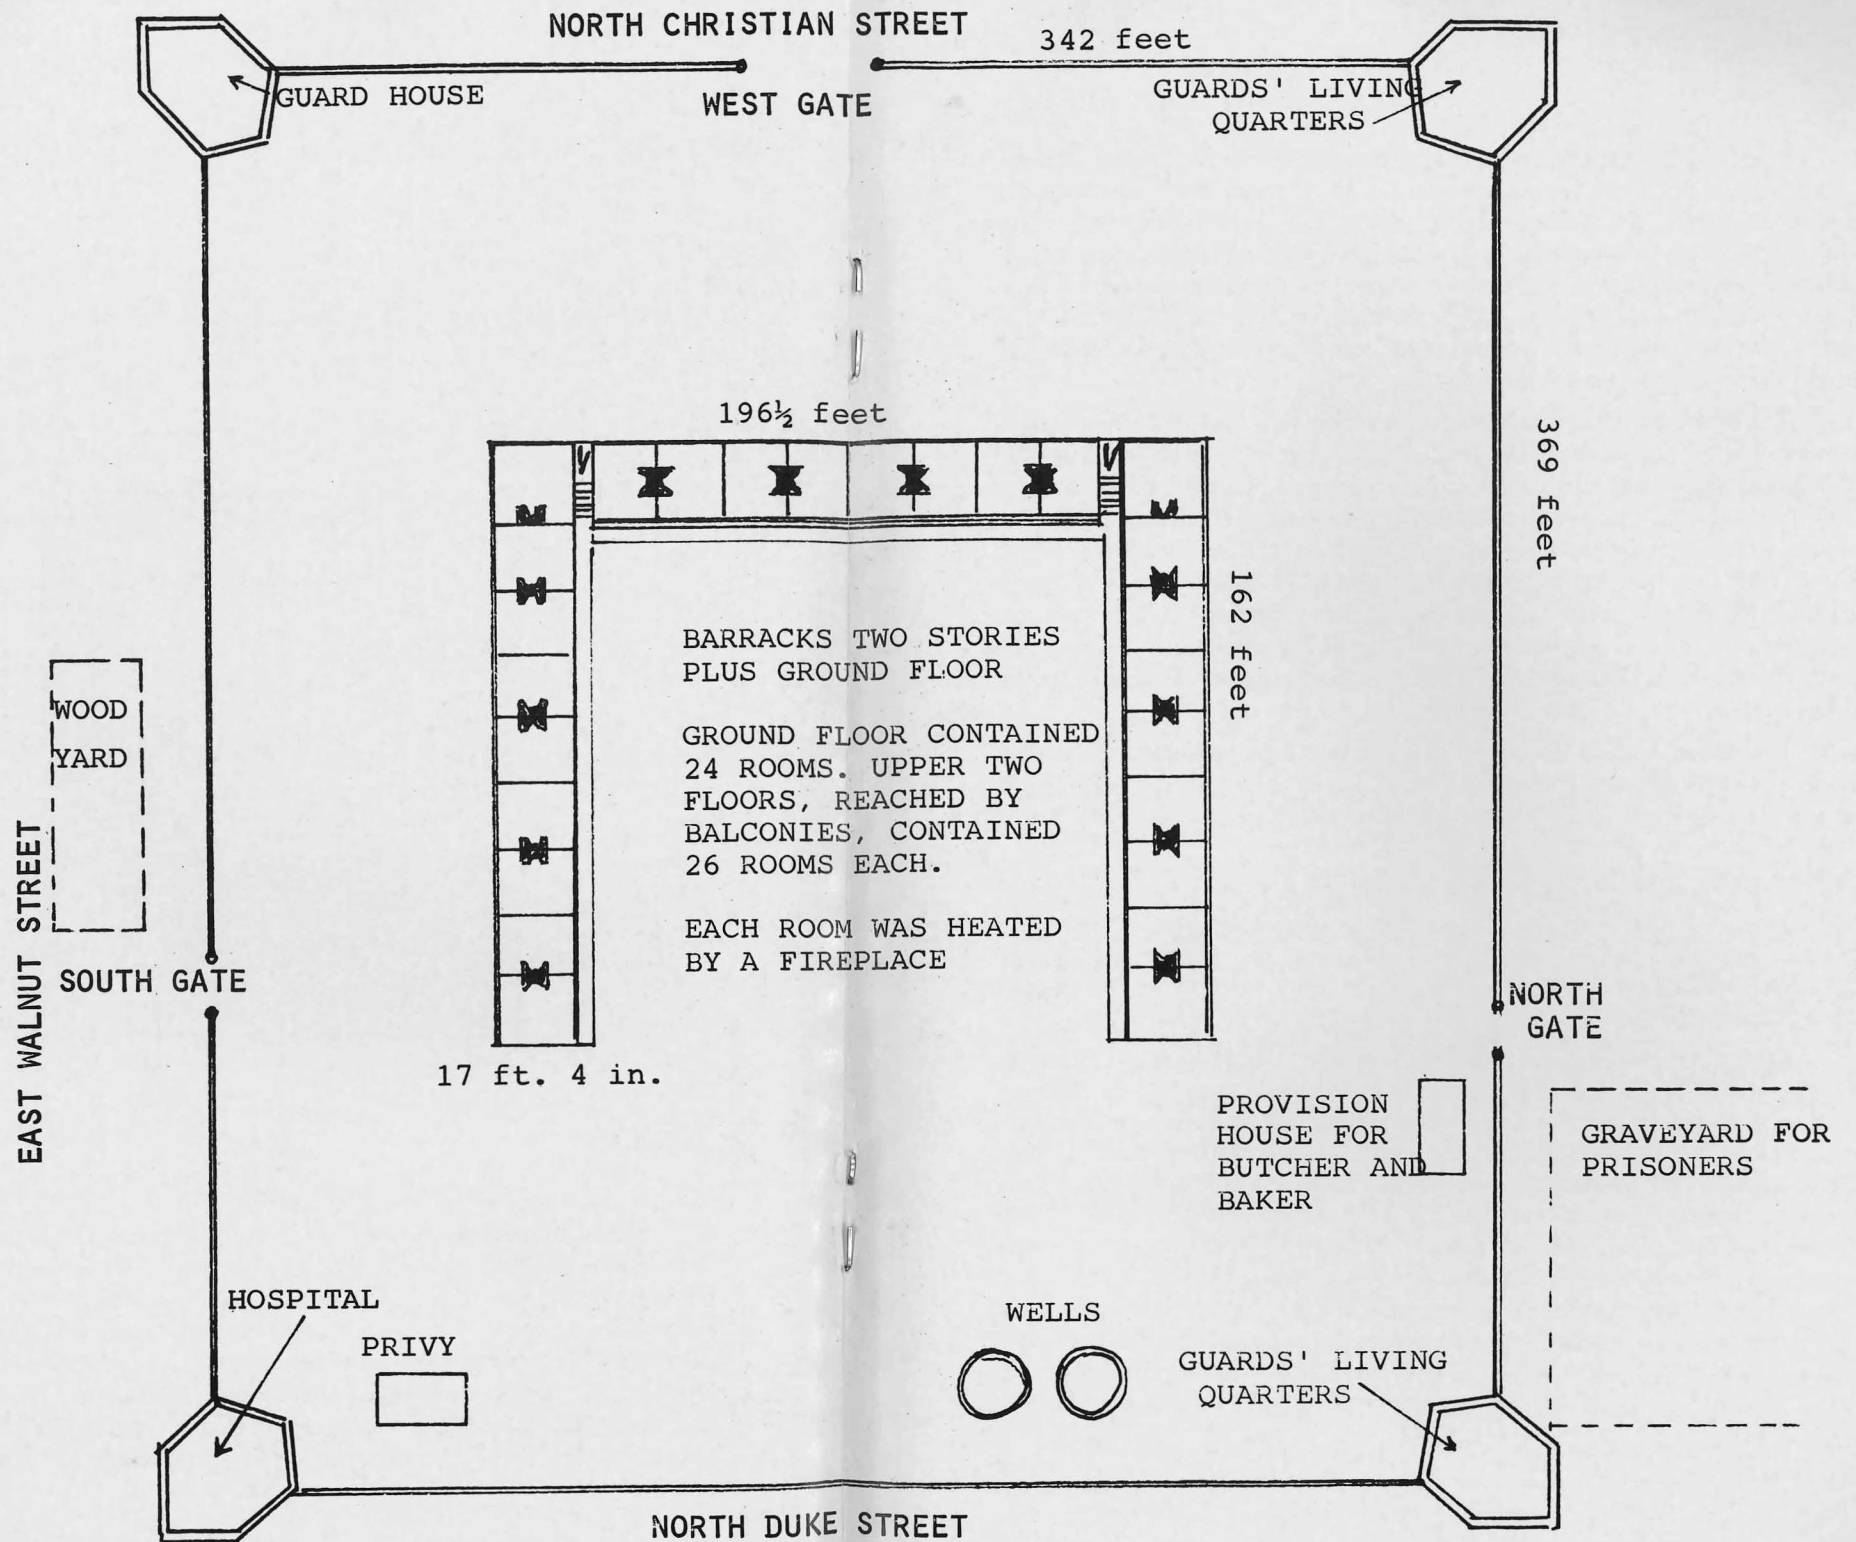 NORTH CHRISTIAN STREET
342 feet
GUARD HOUSE
WEST GATE
GUARDS' LIVING
QUARTERS
196½ feet
369 feet
162 feet
BARRACKS TWO STORIES
PLUS GROUND FLOOR
GROUND FLOOR CONTAINED
24 ROOMS. UPPER TWO
FLOORS, REACHED BY
BALCONIES, CONTAINED
26 ROOMS EACH.
EACH ROOM WAS HEATED
BY A FIREPLACE
WOOD
YARD
EAST WALNUT STREET
SOUTH GATE
17 ft. 4 in.
NORTH
GATE
PROVISION
HOUSE FOR
BUTCHER AND
BAKER
GRAVEYARD FOR
PRISONERS
HOSPITAL
PRIVY
WELLS
GUARDS' LIVING
QUARTERS
NORTH DUKE STREET